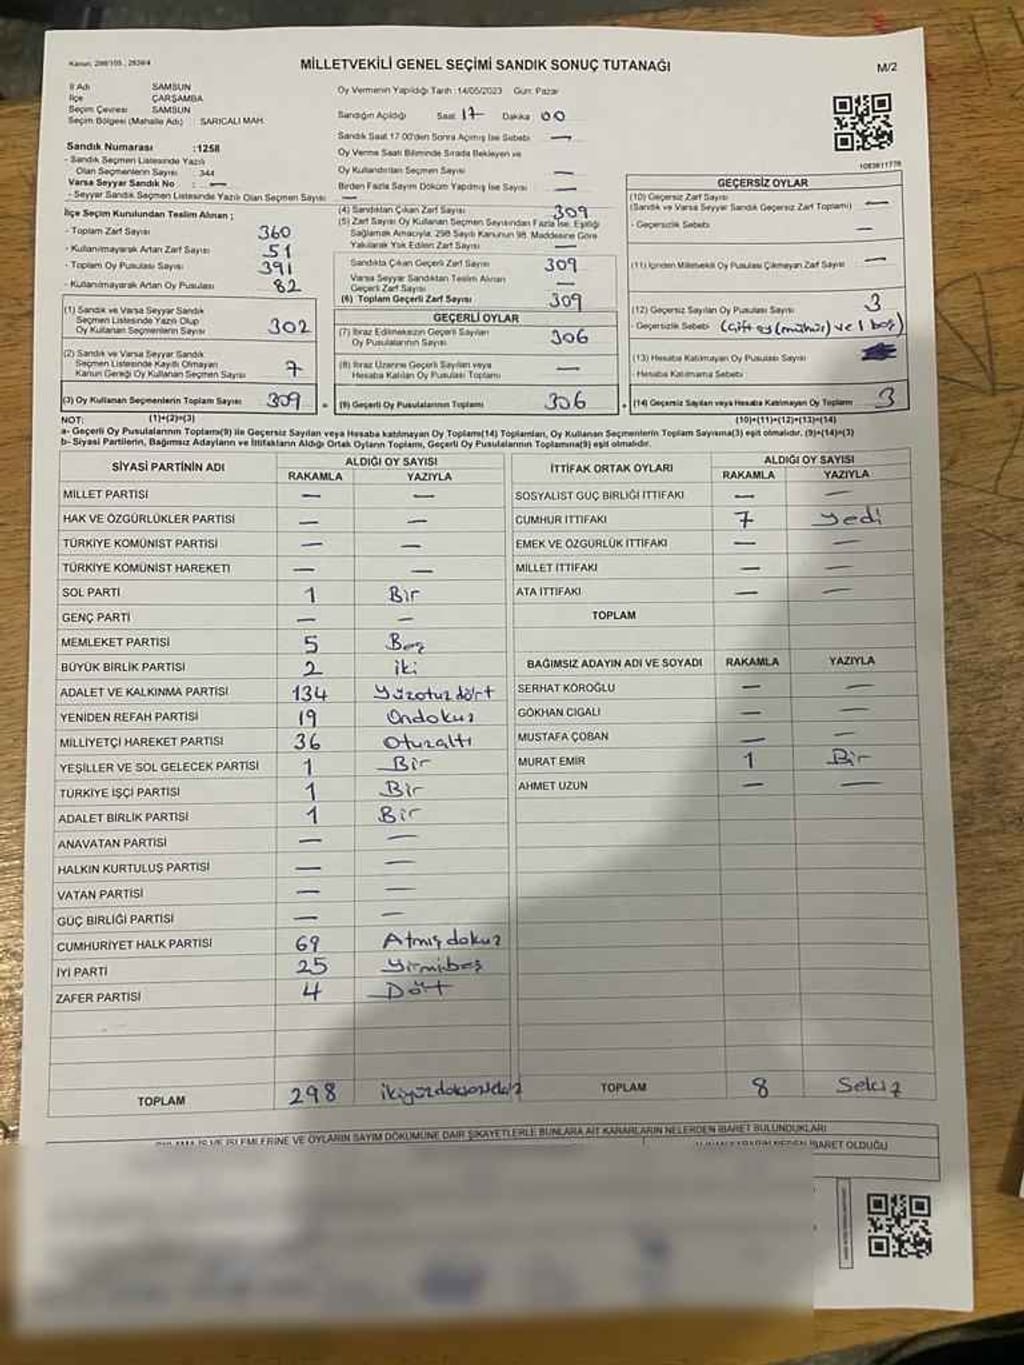 Kanun: 298/105., 2839/4
MİLLETVEKİLİ GENEL SEÇİMİ SANDIK SONUÇ TUTANAĞI
M/2
İl Adı SAMSUN
İlçe ÇARŞAMBA
Seçim Çevresi SAMSUN
Seçim Bölgesi (Mahalle Adı) SARICALI MAH.
Oy Vermenin Yapıldığı Tarih :14/05/2023 Gün: Pazar
Sandığın Açıldığı Saat 17 Dakika 00
Sandık Saat 17.00'den Sonra Açılmış İse Sebebi —
Oy Verme Saati Bitiminde Sırada Bekleyen ve
Oy Kullandırılan Seçmen Sayısı —
Birden Fazla Sayım Döküm Yapılmış İse Sayısı —
Sandık Numarası :1258
- Sandık Seçmen Listesinde Yazılı
Olan Seçmenlerin Sayısı 344
Varsa Seyyar Sandık No : —
- Seyyar Sandık Seçmen Listesinde Yazılı Olan Seçmen Sayısı —
İlçe Seçim Kurulundan Teslim Alınan ;
- Toplam Zarf Sayısı 360
- Kullanılmayarak Artan Zarf Sayısı 51
- Toplam Oy Pusulası Sayısı 391
- Kullanılmayarak Artan Oy Pusulası 82
(1) Sandık ve Varsa Seyyar Sandık
Seçmen Listesinde Yazılı Olup
Oy Kullanan Seçmenlerin Sayısı 302
(2) Sandık ve Varsa Seyyar Sandık
Seçmen Listesinde Kayıtlı Olmayan
Kanun Gereği Oy Kullanan Seçmen Sayısı 7
(3) Oy Kullanan Seçmenlerin Toplam Sayısı 309
(4) Sandıktan Çıkan Zarf Sayısı 309
(5) Zarf Sayısı Oy Kullanan Seçmen Sayısından Fazla İse, Eşitliği
Sağlamak Amacıyla, 298 Sayılı Kanunun 98. Maddesine Göre
Yakılarak Yok Edilen Zarf Sayısı —
Sandıkta Çıkan Geçerli Zarf Sayısı 309
Varsa Seyyar Sandıktan Teslim Alınan
Geçerli Zarf Sayısı —
(6) Toplam Geçerli Zarf Sayısı 309
GEÇERLİ OYLAR
(7) İtiraz Edilmeksizin Geçerli Sayılan
Oy Pusulalarının Sayısı 306
(8) İtiraz Üzerine Geçerli Sayılan veya
Hesaba Katılan Oy Pusulası Toplamı —
= (9) Geçerli Oy Pusulalarının Toplamı 306
1083811778
GEÇERSİZ OYLAR
(10) Geçersiz Zarf Sayısı
(Sandık ve Varsa Seyyar Sandık Geçersiz Zarf Toplamı) —
- Geçersizlik Sebebi —
(11) İçinden Milletvekili Oy Pusulası Çıkmayan Zarf Sayısı —
(12) Geçersiz Sayılan Oy Pusulası Sayısı 3
- Geçersizlik Sebebi (çift oy (mühür) ve 1 boş)
(13) Hesaba Katılmayan Oy Pusulası Sayısı
- Hesaba Katılmama Sebebi
+ (14) Geçersiz Sayılan veya Hesaba Katılmayan Oy Toplamı 3
NOT: (1)+(2)=(3) (10)+(11)+(12)+(13)=(14)
a- Geçerli Oy Pusulalarının Toplamı(9) ile Geçersiz Sayılan veya Hesaba katılmayan Oy Toplamı(14) Toplamları, Oy Kullanan Seçmenlerin Toplam Sayısına(3) eşit olmalıdır. (9)+(14)=(3)
b- Siyasi Partilerin, Bağımsız Adayların ve İttifakların Aldığı Oyların Toplamı, Geçerli Oy Pusulalarının Toplamına(9) eşit olmalıdır.
SİYASİ PARTİNİN ADI ALDIĞI OY SAYISI
RAKAMLA YAZIYLA
MİLLET PARTİSİ — —
HAK VE ÖZGÜRLÜKLER PARTİSİ — —
TÜRKİYE KOMÜNİST PARTİSİ — —
TÜRKİYE KOMÜNİST HAREKETİ — —
SOL PARTİ 1 Bir
GENÇ PARTİ — —
MEMLEKET PARTİSİ 5 Beş
BÜYÜK BİRLİK PARTİSİ 2 iki
ADALET VE KALKINMA PARTİSİ 134 Yüzotuzdört
YENİDEN REFAH PARTİSİ 19 Ondokuz
MİLLİYETÇİ HAREKET PARTİSİ 36 Otuzaltı
YEŞİLLER VE SOL GELECEK PARTİSİ 1 Bir
TÜRKİYE İŞÇİ PARTİSİ 1 Bir
ADALET BİRLİK PARTİSİ 1 Bir
ANAVATAN PARTİSİ — —
HALKIN KURTULUŞ PARTİSİ — —
VATAN PARTİSİ — —
GÜÇ BİRLİĞİ PARTİSİ — —
CUMHURİYET HALK PARTİSİ 69 Atmışdokuz
İYİ PARTİ 25 Yirmibeş
ZAFER PARTİSİ 4 Dört
TOPLAM 298 ikiyüzdoksansekiz
İTTİFAK ORTAK OYLARI ALDIĞI OY SAYISI
RAKAMLA YAZIYLA
SOSYALİST GÜÇ BİRLİĞİ İTTİFAKI — —
CUMHUR İTTİFAKI 7 yedi
EMEK VE ÖZGÜRLÜK İTTİFAKI — —
MİLLET İTTİFAKI — —
ATA İTTİFAKI — —
TOPLAM
BAĞIMSIZ ADAYIN ADI VE SOYADI RAKAMLA YAZIYLA
SERHAT KÖROĞLU — —
GÖKHAN CIGALI — —
MUSTAFA ÇOBAN — —
MURAT EMİR 1 Bir
AHMET UZUN — —
TOPLAM 8 Sekiz
İŞLEMLERİNE VE OYLARIN SAYIM DÖKÜMÜNE DAİR ŞİKAYETLERLE BUNLARA AİT KARARLARIN NELERDEN İBARET BULUNDUKLARI
İBARET OLDUĞU